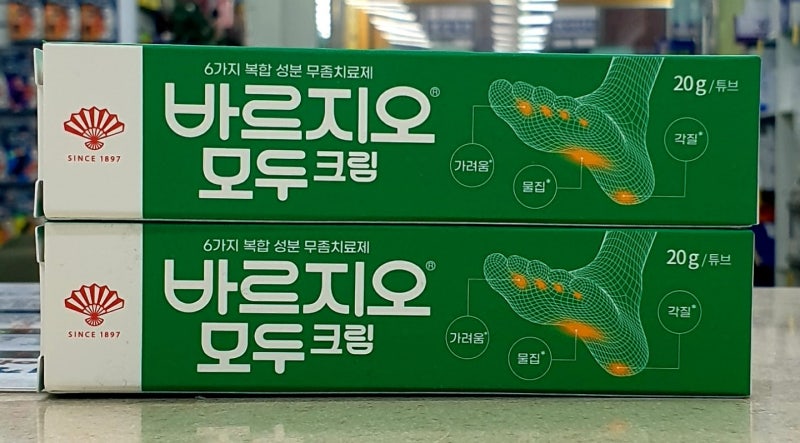 6가지 복합 성분 무좀치료제
바르지오®
모두 크림
SINCE 1897
20g/튜브
가려움*
물집*
각질*
6가지 복합 성분 무좀치료제
바르지오®
모두 크림
SINCE 1897
20g/튜브
가려움*
물집*
각질*